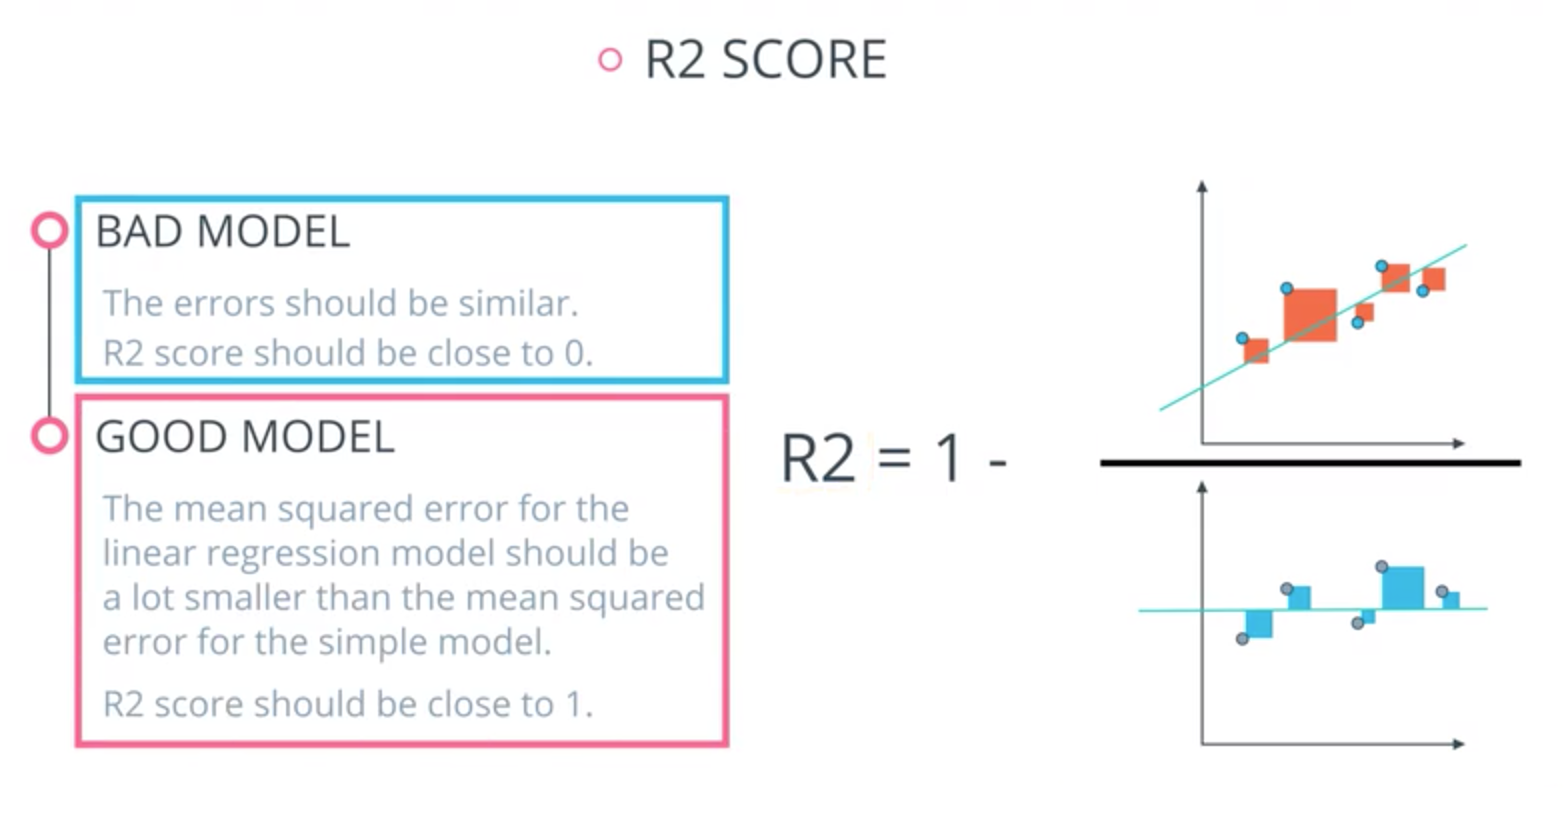 R2 SCORE
BAD MODEL
The errors should be similar.
R2 score should be close to 0.
GOOD MODEL
The mean squared error for the
linear regression model should be
a lot smaller than the mean squared
error for the simple model.
R2 score should be close to 1.
R2 = 1 -